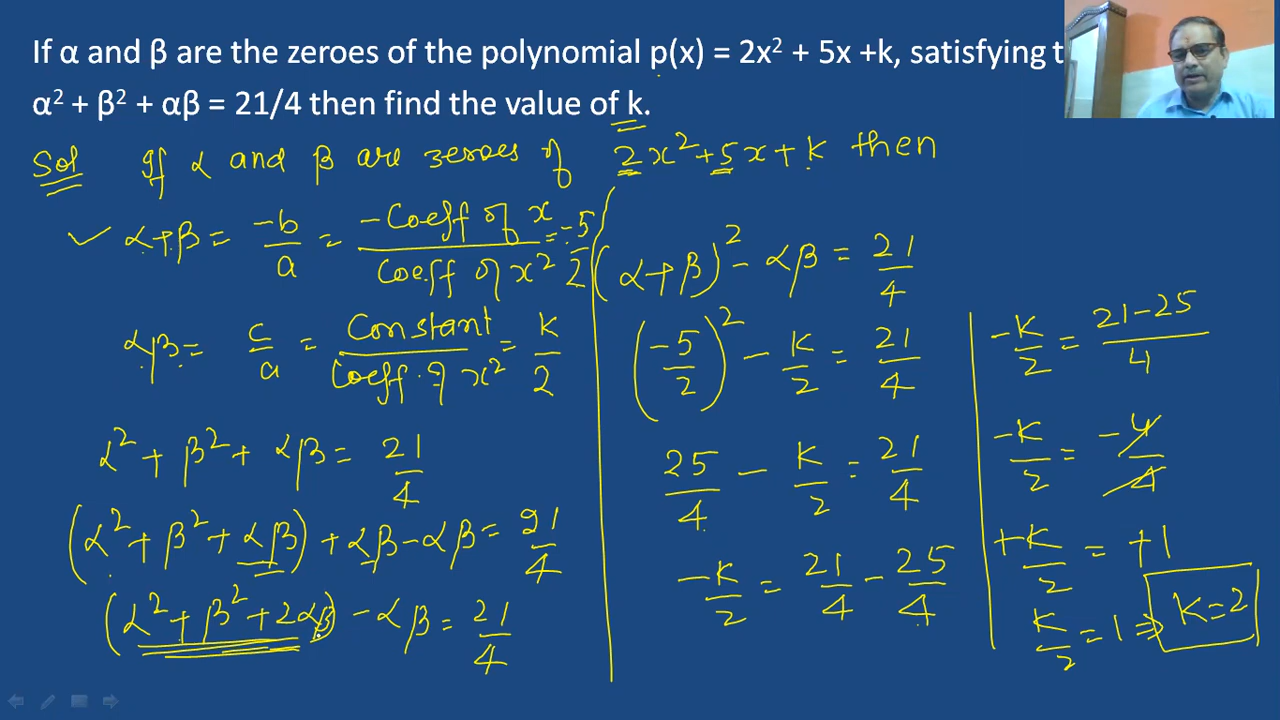 If α and β are the zeroes of the polynomial p(x) = 2x² + 5x +k, satisfying t
α² + β² + αβ = 21/4 then find the value of k.
Sol If α and β are zeroes of 2x²+5x+k then
α+β = -b/a = -Coeff of x/Coeff of x² = -5/2
αβ = c/a = Constant/Coeff. of x² = k/2
α² + β² + αβ = 21/4
(α² + β² + αβ) + αβ - αβ = 21/4
(α² + β² + 2αβ) - αβ = 21/4
(α+β)² - αβ = 21/4
(-5/2)² - k/2 = 21/4
25/4 - k/2 = 21/4
-k/2 = 21/4 - 25/4
-k/2 = 21-25/4
-k/2 = -4/4
+k/2 = +1
k/2 = 1 ⇒ k=2